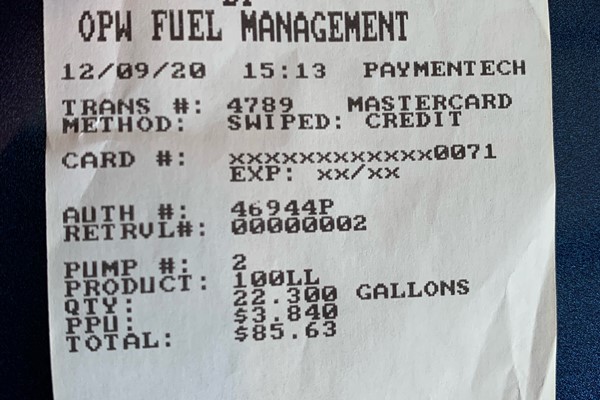 OPW FUEL MANAGEMENT
12/09/20 15:13 PAYMENTECH
TRANS #: 4789 MASTERCARD
METHOD: SWIPED: CREDIT
CARD #: xxxxxxxxxxxx0071
EXP: xx/xx
AUTH #: 46944P
RETRVL#: 00000002
PUMP #: 2
PRODUCT: 100LL
QTY: 22.300 GALLONS
PPU: $3.840
TOTAL: $85.63